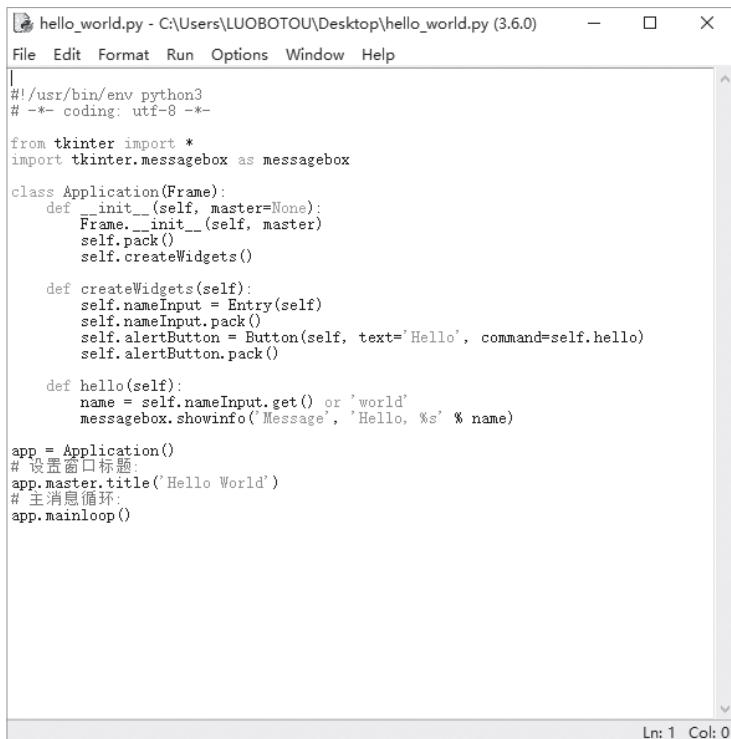 hello_world.py - C:\Users\LUOBOTOU\Desktop\hello_world.py (3.6.0)
File Edit Format Run Options Window Help
#!/usr/bin/env python3
# -*- coding: utf-8 -*-
from tkinter import *
import tkinter.messagebox as messagebox
class Application(Frame):
    def __init__(self, master=None):
        Frame.__init__(self, master)
        self.pack()
        self.createWidgets()
    def createWidgets(self):
        self.nameInput = Entry(self)
        self.nameInput.pack()
        self.alertButton = Button(self, text='Hello', command=self.hello)
        self.alertButton.pack()
    def hello(self):
        name = self.nameInput.get() or 'world'
        messagebox.showinfo('Message', 'Hello, %s' % name)
app = Application()
# 设置窗口标题:
app.master.title('Hello World')
# 主消息循环:
app.mainloop()
Ln: 1 Col: 0